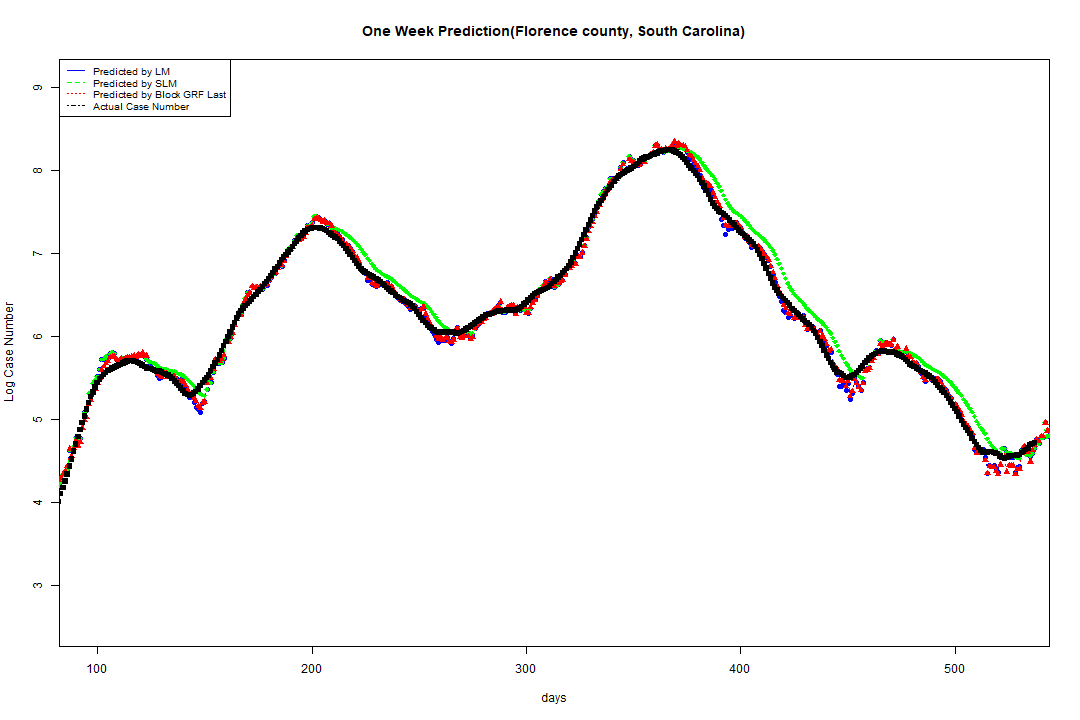 One Week Prediction(Florence county, South Carolina)
Predicted by LM
Predicted by SLM
Predicted by Block GRF Last
Actual Case Number
9
8
7
6
5
4
3
Log Case Number
100 200 300 400 500
days